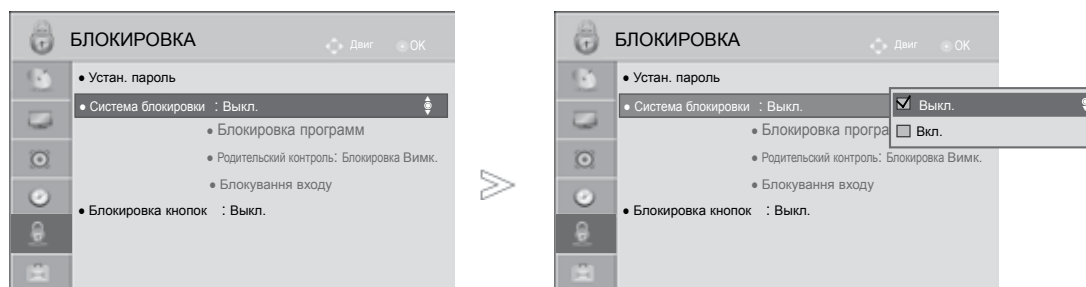 БЛОКИРОВКА Двиг OK
• Устан. пароль
• Система блокировки : Выкл.
• Блокировка программ
• Родительский контроль: Блокировка Вимк.
• Блокування входу
• Блокировка кнопок : Выкл.
БЛОКИРОВКА Двиг OK
• Устан. пароль
• Система блокировки : Выкл.
Выкл.
Вкл.
• Блокировка програ
• Родительский контроль: Блокировка Вимк.
• Блокування входу
• Блокировка кнопок : Выкл.